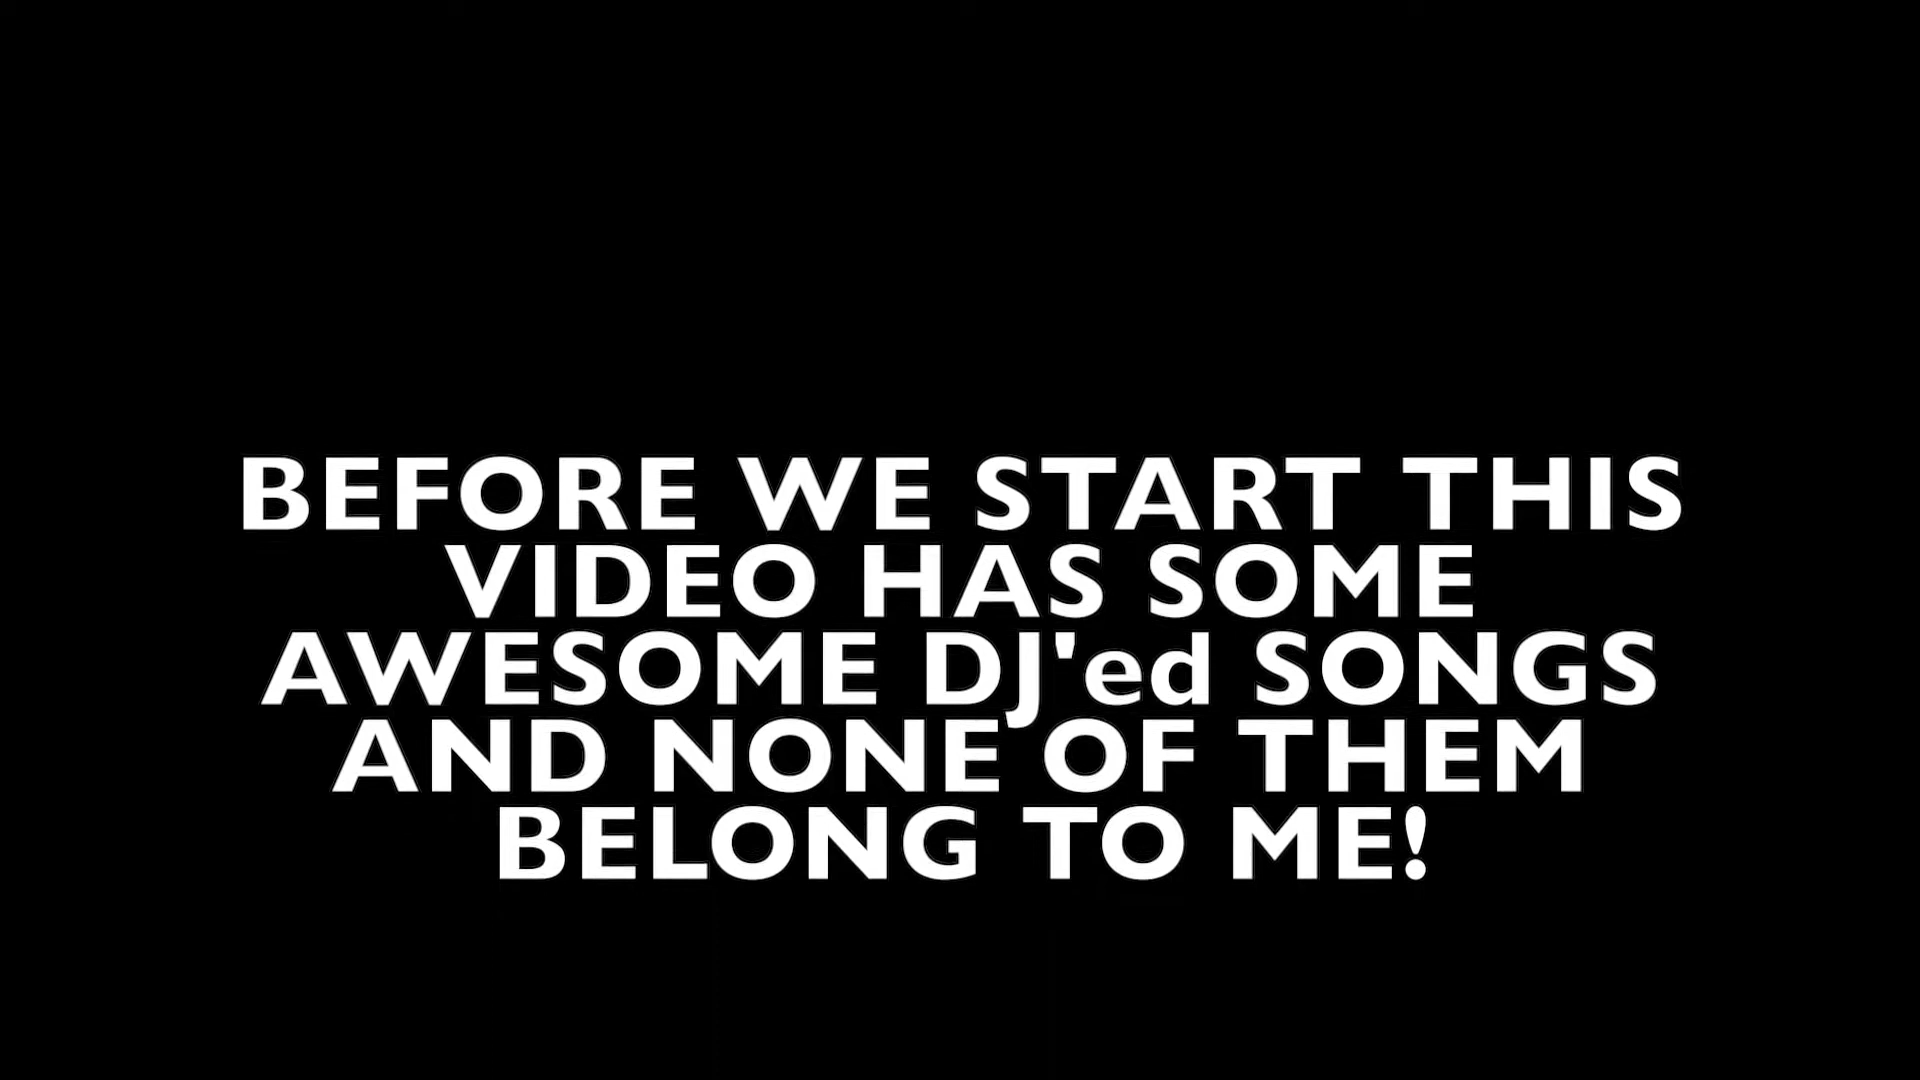 BEFORE WE START THIS
VIDEO HAS SOME
AWESOME DJ'ed SONGS
AND NONE OF THEM
BELONG TO ME!